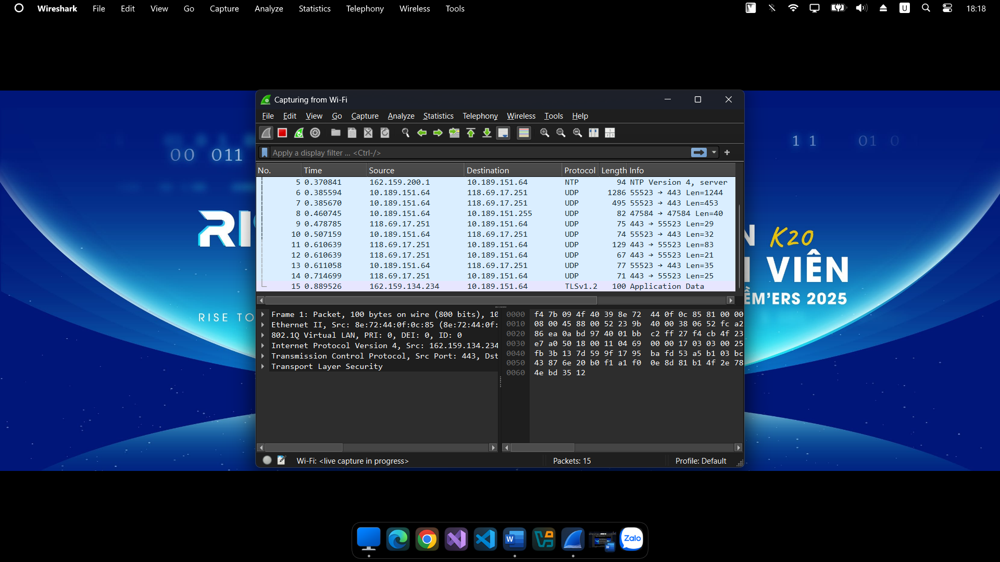 Wireshark File Edit View Go Capture Analyze Statistics Telephony Wireless Tools U 18:18
Capturing from Wi-Fi
File Edit View Go Capture Analyze Statistics Telephony Wireless Tools Help
Apply a display filter ... <Ctrl-/>
No. Time Source Destination Protocol Length Info
5 0.370841 162.159.200.1 10.189.151.64 NTP 94 NTP Version 4, server
6 0.385594 10.189.151.64 118.69.17.251 UDP 1286 55523 → 443 Len=1244
7 0.385670 10.189.151.64 118.69.17.251 UDP 495 55523 → 443 Len=453
8 0.460745 10.189.151.64 10.189.151.255 UDP 82 47584 → 47584 Len=40
9 0.478785 118.69.17.251 10.189.151.64 UDP 75 443 → 55523 Len=29
10 0.507159 10.189.151.64 118.69.17.251 UDP 74 55523 → 443 Len=32
11 0.610639 118.69.17.251 10.189.151.64 UDP 129 443 → 55523 Len=83
12 0.610639 118.69.17.251 10.189.151.64 UDP 67 443 → 55523 Len=21
13 0.611058 10.189.151.64 118.69.17.251 UDP 77 55523 → 443 Len=35
14 0.714699 118.69.17.251 10.189.151.64 UDP 71 443 → 55523 Len=25
15 0.889526 162.159.134.234 10.189.151.64 TLSv1.2 100 Application Data
Frame 1: Packet, 100 bytes on wire (800 bits), 10
Ethernet II, Src: 8e:72:44:0f:0c:85 (8e:72:44:0f:
802.1Q Virtual LAN, PRI: 0, DEI: 0, ID: 0
Internet Protocol Version 4, Src: 162.159.134.234
Transmission Control Protocol, Src Port: 443, Dst
Transport Layer Security
0000 f4 7b 09 4f 40 39 8e 72 44 0f 0c 85 81 00 00
0010 08 00 45 88 00 52 23 9b 40 00 38 06 52 fc a2
0020 86 ea 0a bd 97 40 01 bb c2 ff 27 f4 cb 4f 23
0030 e7 a0 50 18 00 11 04 69 00 00 17 03 03 00 25
0040 fb 3b 13 7d 59 9f 17 95 ba fd 53 a5 b1 03 bc
0050 43 87 6e 20 b0 f1 a1 f0 0e 8d 81 b1 4f 2e 78
0060 4e bd 35 12
Wi-Fi: <live capture in progress> Packets: 15 Profile: Default
00 011
1 1 01 0
RI
RISE TO
N K20
VIÊN
ỀM'ERS 2025
Zalo